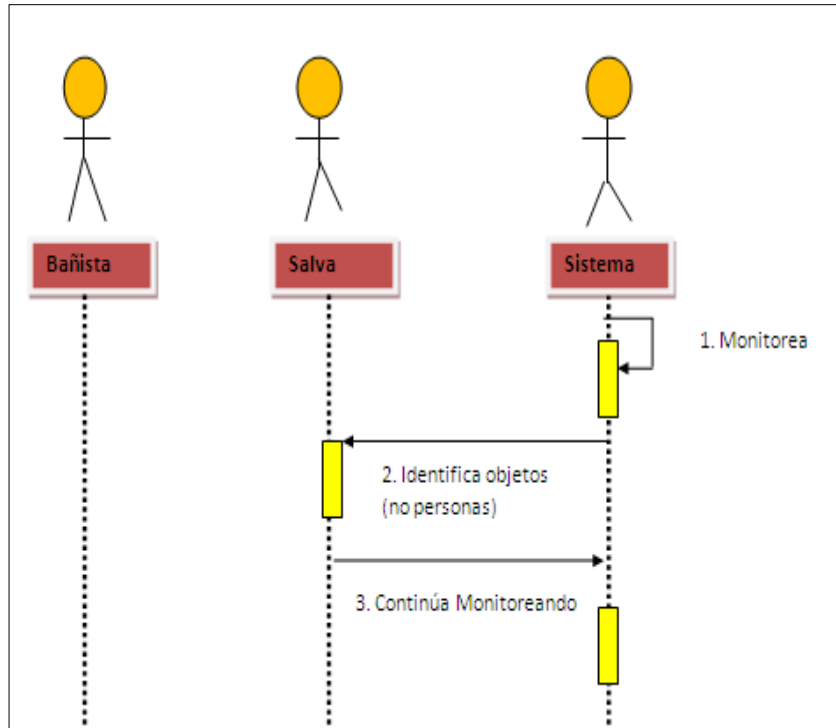 Bañista
Salva
Sistema
1. Monitorea
2. Identifica objetos
(no personas)
3. Continúa Monitoreando